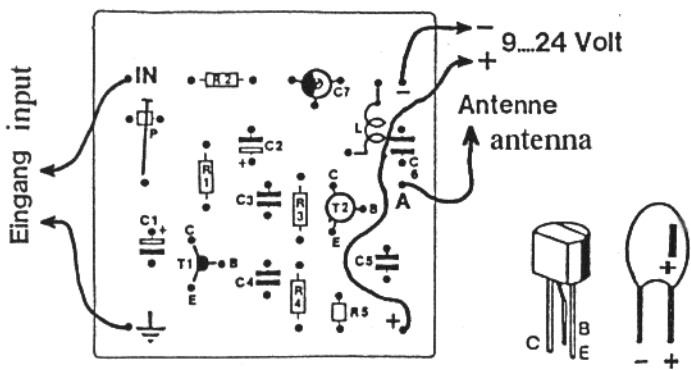 9....24 Volt
Antenne
antenna
Eingang input
IN
P
R2
C7
L
C6
A
R1
C2
+
C3
R3
C
T2
B
E
C1
+
C
T1
B
E
C4
R4
C5
R5
+
−
−
+
C
B
E
+
−
+